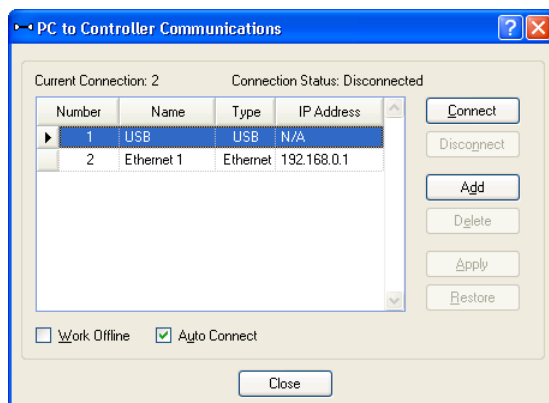 PC to Controller Communications
Current Connection: 2 Connection Status: Disconnected
Number Name Type IP Address
1 USB USB N/A
2 Ethernet 1 Ethernet 192.168.0.1
Connect
Disconnect
Add
Delete
Apply
Restore
Work Offline Auto Connect
Close